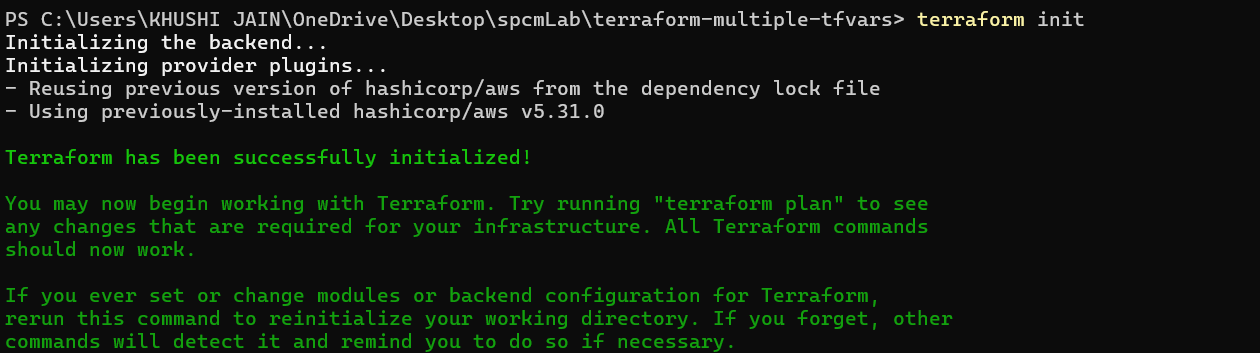 PS C:\Users\KHUSHI JAIN\OneDrive\Desktop\spcmLab\terraform-multiple-tfvars> terraform init
Initializing the backend...
Initializing provider plugins...
- Reusing previous version of hashicorp/aws from the dependency lock file
- Using previously-installed hashicorp/aws v5.31.0
Terraform has been successfully initialized!
You may now begin working with Terraform. Try running "terraform plan" to see
any changes that are required for your infrastructure. All Terraform commands
should now work.
If you ever set or change modules or backend configuration for Terraform,
rerun this command to reinitialize your working directory. If you forget, other
commands will detect it and remind you to do so if necessary.